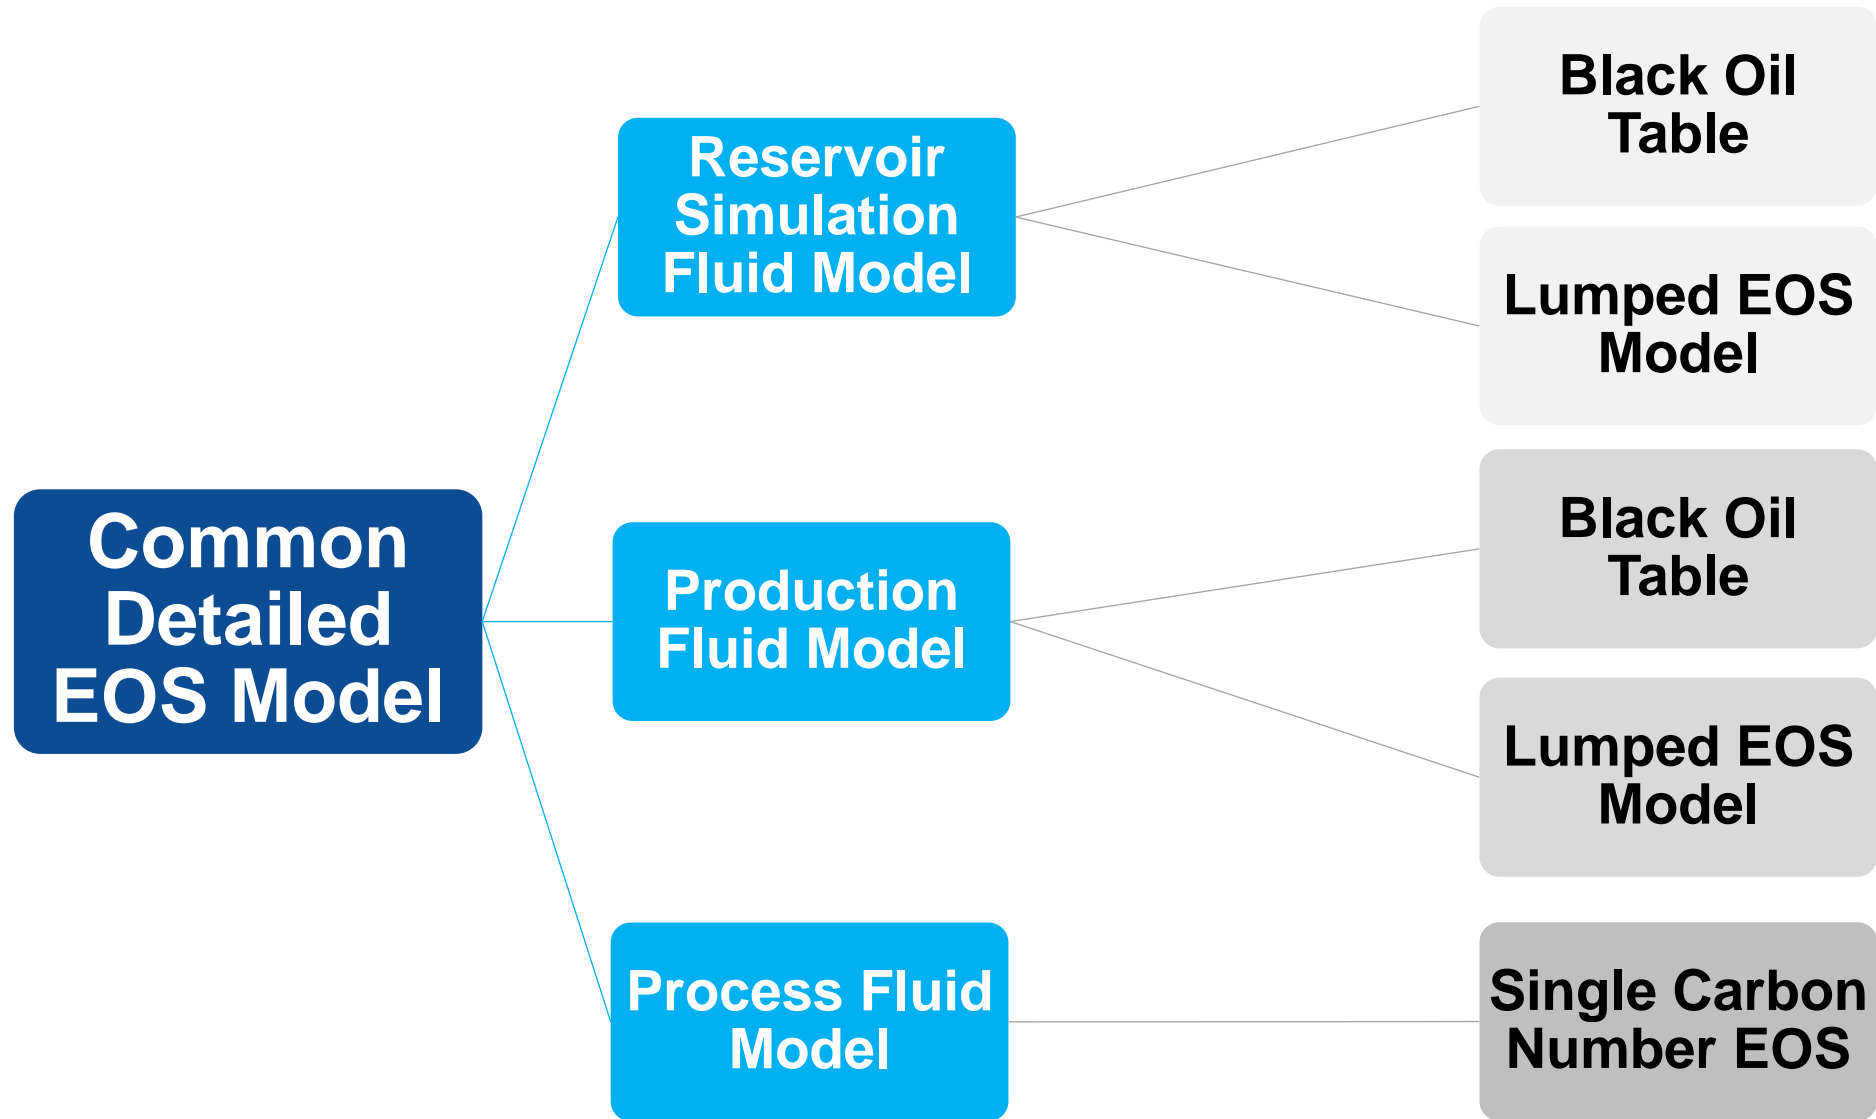 Common
Detailed
EOS Model
Reservoir
Simulation
Fluid Model
Black Oil
Table
Lumped EOS
Model
Production
Fluid Model
Black Oil
Table
Lumped EOS
Model
Process Fluid
Model
Single Carbon
Number EOS